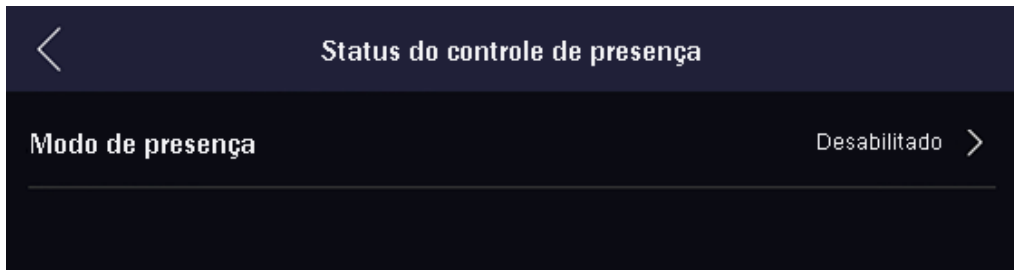 Status do controle de presença
Modo de presença Desabilitado